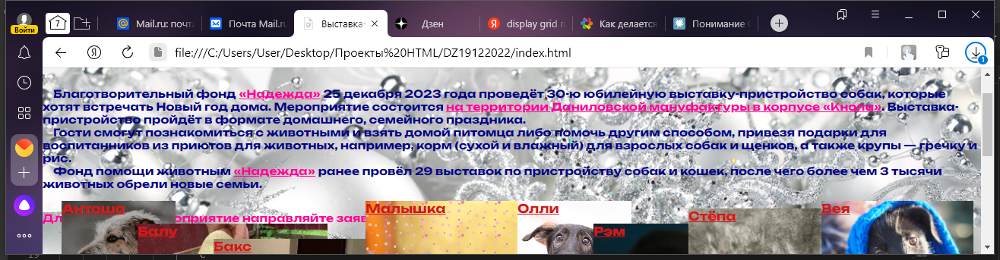 7
Mail.ru: почт
Почта Mail.ru
Выставка-
Дзен
display grid п
Как делается
Понимание
Войти
file:///C:/Users/User/Desktop/Проекты%20HTML/DZ19122022/index.html
1
Благотворительный фонд «Надежда» 25 декабря 2023 года проведёт 30-ю юбилейную выставку-пристройство собак, которые
хотят встречать Новый год дома. Мероприятие состоится на территории Даниловской мануфактуры в корпусе «Кнопа». Выставка-
пристройство пройдёт в формате домашнего, семейного праздника.
Гости смогут познакомиться с животными и взять домой питомца либо помочь другим способом, привезя подарки для
воспитанников из приютов для животных, например, корм (сухой и влажный) для взрослых собак и щенков, а также крупы — гречку и
рис.
Фонд помощи животным «Надежда» ранее провёл 29 выставок по пристройству собак и кошек, после чего более чем 3 тысячи
животных обрели новые семьи.
Антоша
Малышка
Олли
Вея
Стёпа
оприятие направляйте заяв
Балу
Рэм
Бакс
19